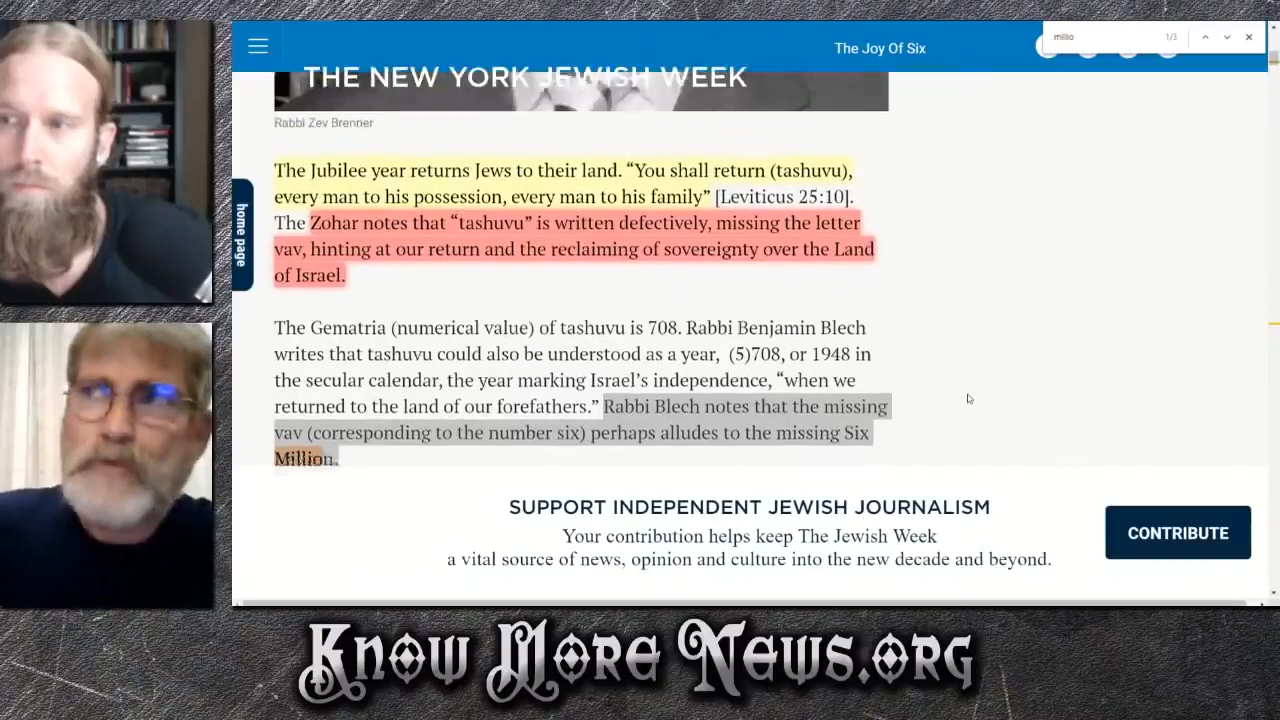 The Joy Of Six
millio
1/3
THE NEW YORK JEWISH WEEK
Rabbi Zev Brenner
The Jubilee year returns Jews to their land. “You shall return (tashuvu),
every man to his possession, every man to his family” [Leviticus 25:10].
The Zohar notes that “tashuvu” is written defectively, missing the letter
vav, hinting at our return and the reclaiming of sovereignty over the Land
of Israel.
home page
The Gematria (numerical value) of tashuvu is 708. Rabbi Benjamin Blech
writes that tashuvu could also be understood as a year, (5)708, or 1948 in
the secular calendar, the year marking Israel’s independence, “when we
returned to the land of our forefathers.” Rabbi Blech notes that the missing
vav (corresponding to the number six) perhaps alludes to the missing Six
Million.
SUPPORT INDEPENDENT JEWISH JOURNALISM
Your contribution helps keep The Jewish Week
a vital source of news, opinion and culture into the new decade and beyond.
CONTRIBUTE
Know More News.org